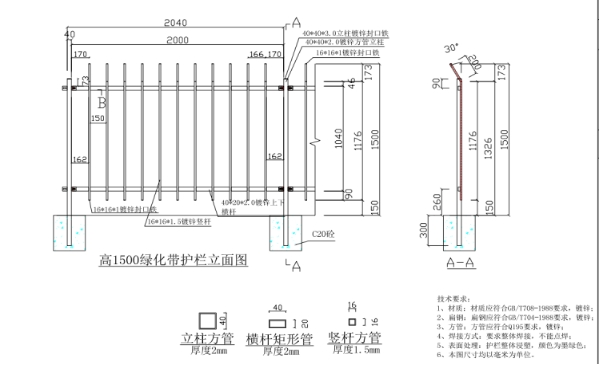 2040
A
40
2000
40*40*3.0立柱镀锌封口铁
40*40*2.0镀锌方管立柱
16*16*1镀锌封口铁
170
166
170
173
73
46
B
150
162
162
1040
1176
1500
90
150
16*16*1镀锌封口铁
16*16*1.5镀锌竖杆
40*20*2.0镀锌上下
横杆
C20砼
A
高1500绿化带护栏立面图
30°
200
173
90
1176
1326
1500
260
150
300
A-A
40
立柱方管
厚度2mm
40
20
横杆矩形管
厚度2mm
16
16
竖杆方管
厚度1.5mm
技术要求:
1、材质: 材质应符合GB/T708-1988要求, 镀锌;
2、扁钢: 扁钢应符合GB/T704-1988要求, 镀锌;
3、方管: 方管应符合Q195要求, 镀锌;
4、焊接方式: 要求整体焊接, 不能点焊;
5、表面处理: 护栏整体浸塑, 颜色为墨绿色;
6、本图尺寸均以毫米为单位.